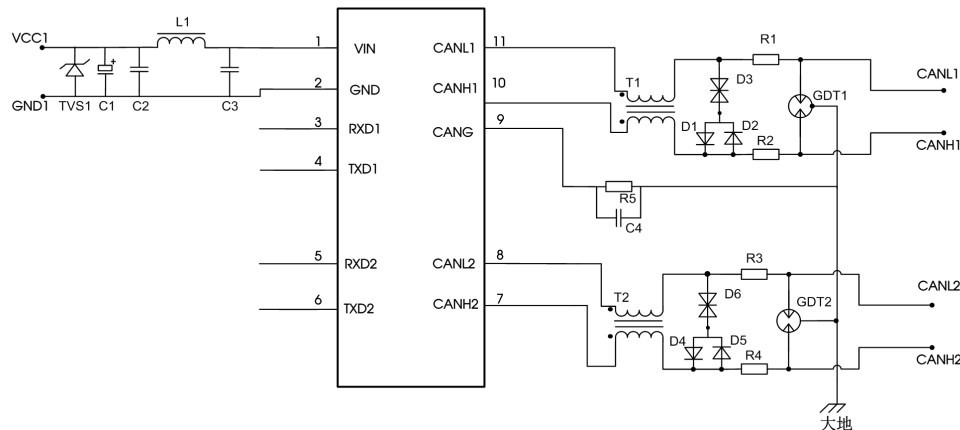 VCC1
L1
+
GND1
TVS1
C1
C2
C3
1
VIN
2
GND
3
RXD1
4
TXD1
5
RXD2
6
TXD2
CANL1
11
CANH1
10
CANG
9
CANL2
8
CANH2
7
T1
D3
D1
D2
R1
R2
GDT1
CANL1
CANH1
R5
C4
T2
D6
D4
D5
R3
R4
GDT2
CANL2
CANH2
大地